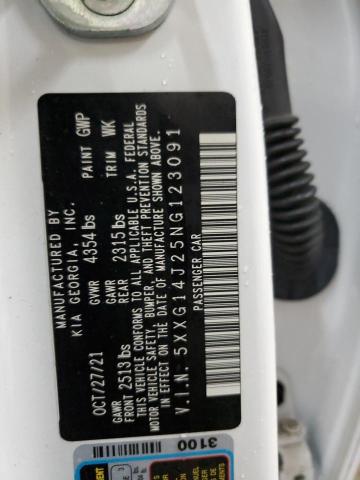 MANUFACTURED BY
KIA GEORGIA, INC.
OCT/27/21 GVWR 4354 lbs PAINT GWP
GAWR FRONT 2513 lbs GAWR REAR 2315 lbs TRIM WK
THIS VEHICLE CONFORMS TO ALL APPLICABLE U.S.A. FEDERAL
MOTOR VEHICLE SAFETY, BUMPER, AND THEFT PREVENTION STANDARDS
IN EFFECT ON THE DATE OF MANUFACTURE SHOWN ABOVE.
V.I.N: 5XXG14J25NG123091
PASSENGER CAR
3100